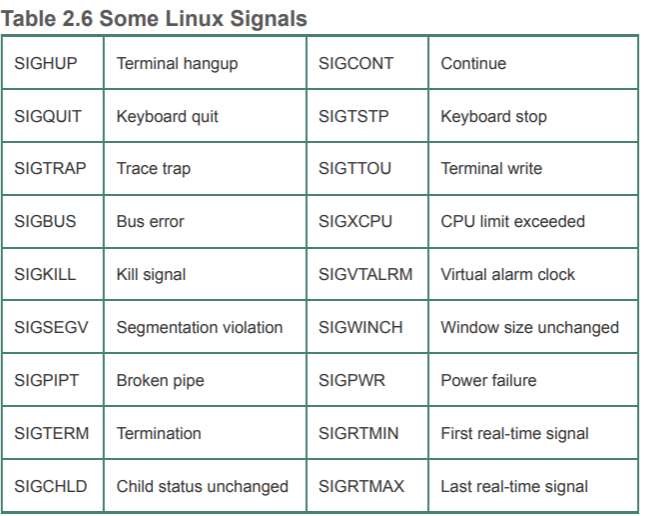 Table 2.6 Some Linux Signals
SIGHUP Terminal hangup SIGCONT Continue
SIGQUIT Keyboard quit SIGTSTP Keyboard stop
SIGTRAP Trace trap SIGTTOU Terminal write
SIGBUS Bus error SIGXCPU CPU limit exceeded
SIGKILL Kill signal SIGVTALRM Virtual alarm clock
SIGSEGV Segmentation violation SIGWINCH Window size unchanged
SIGPIPT Broken pipe SIGPWR Power failure
SIGTERM Termination SIGRTMIN First real-time signal
SIGCHLD Child status unchanged SIGRTMAX Last real-time signal